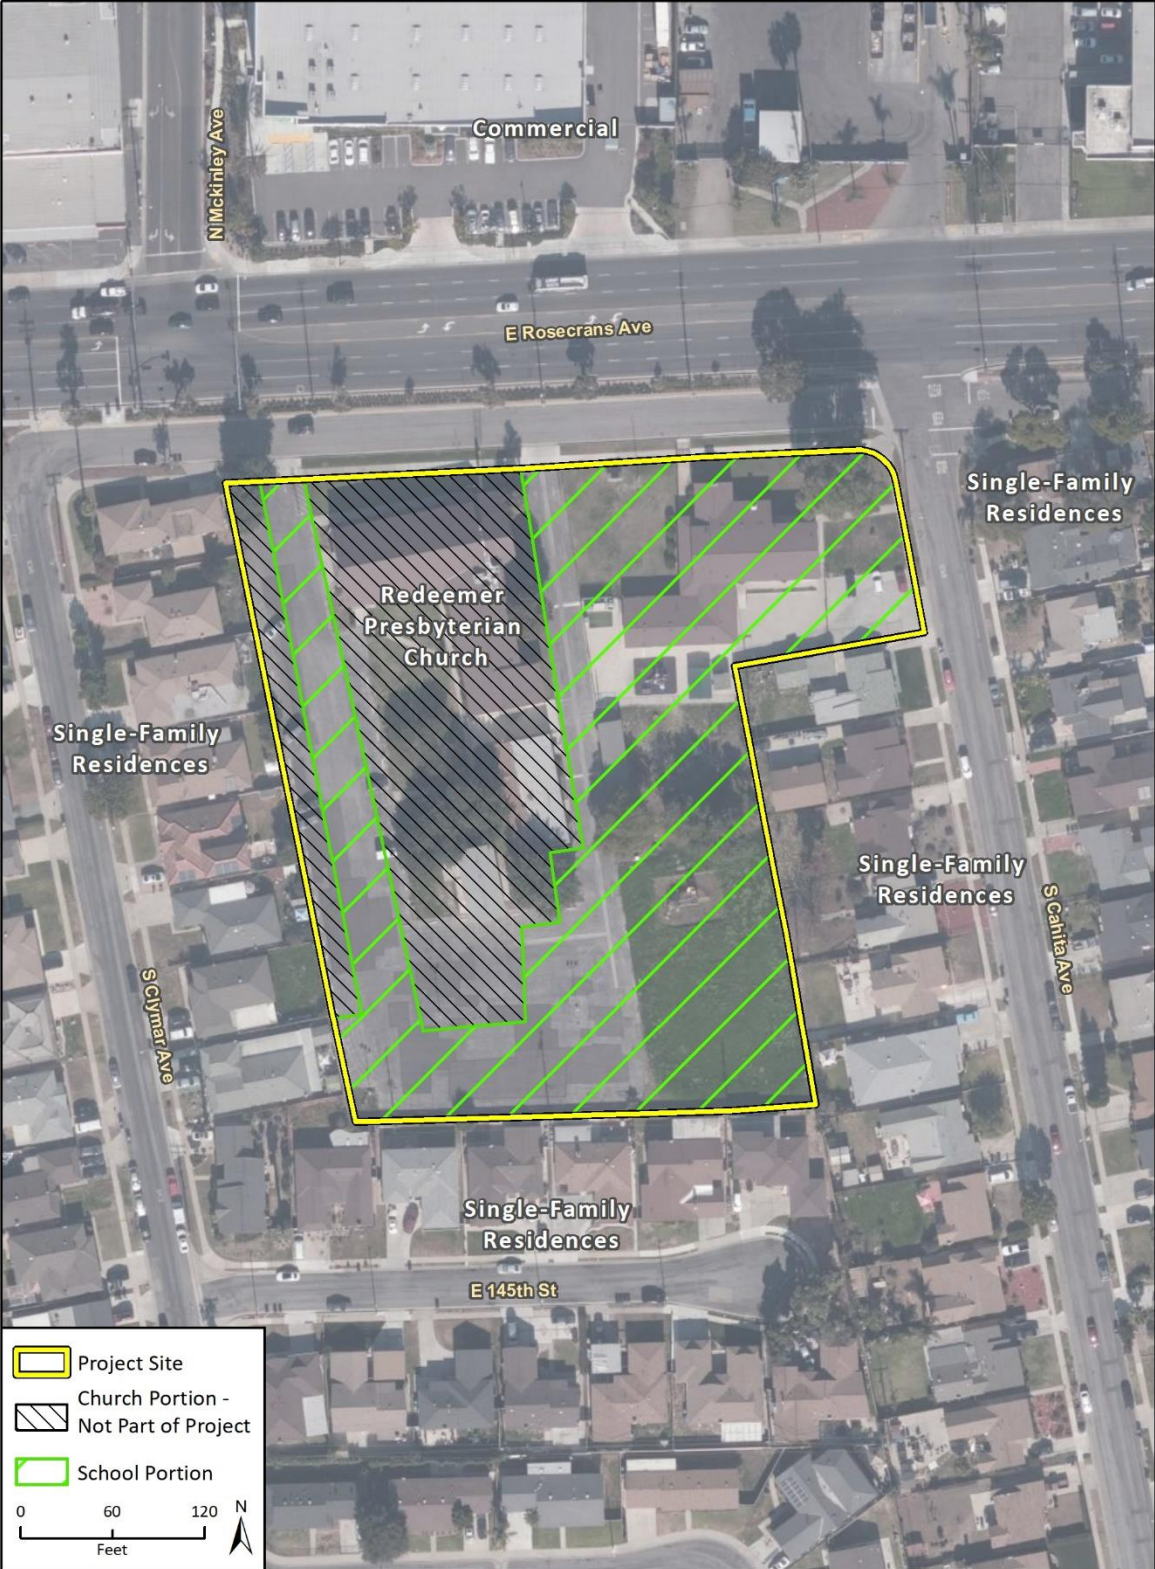 Commercial
N Mckinley Ave
E Rosecrans Ave
Single-Family
Residences
Redeemer
Presbyterian
Church
Single-Family
Residences
Single-Family
Residences
S Cahita Ave
S Clymar Ave
Single-Family
Residences
E 145th St
Project Site
Church Portion -
Not Part of Project
School Portion
0 60 120
Feet
N